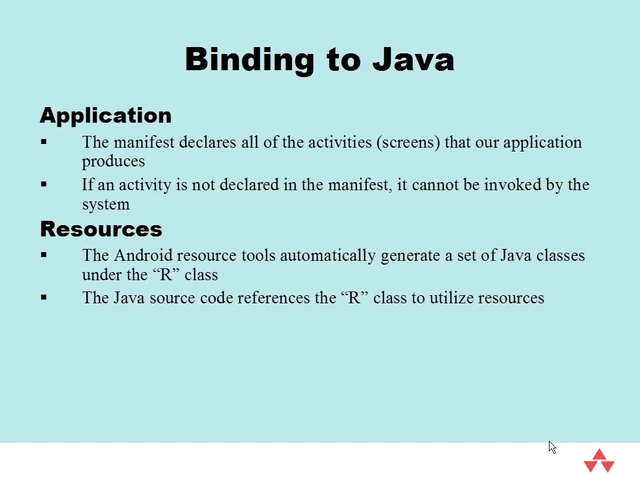 Binding to Java
Application
▪ The manifest declares all of the activities (screens) that our application
produces
▪ If an activity is not declared in the manifest, it cannot be invoked by the
system
Resources
▪ The Android resource tools automatically generate a set of Java classes
under the “R” class
▪ The Java source code references the “R” class to utilize resources